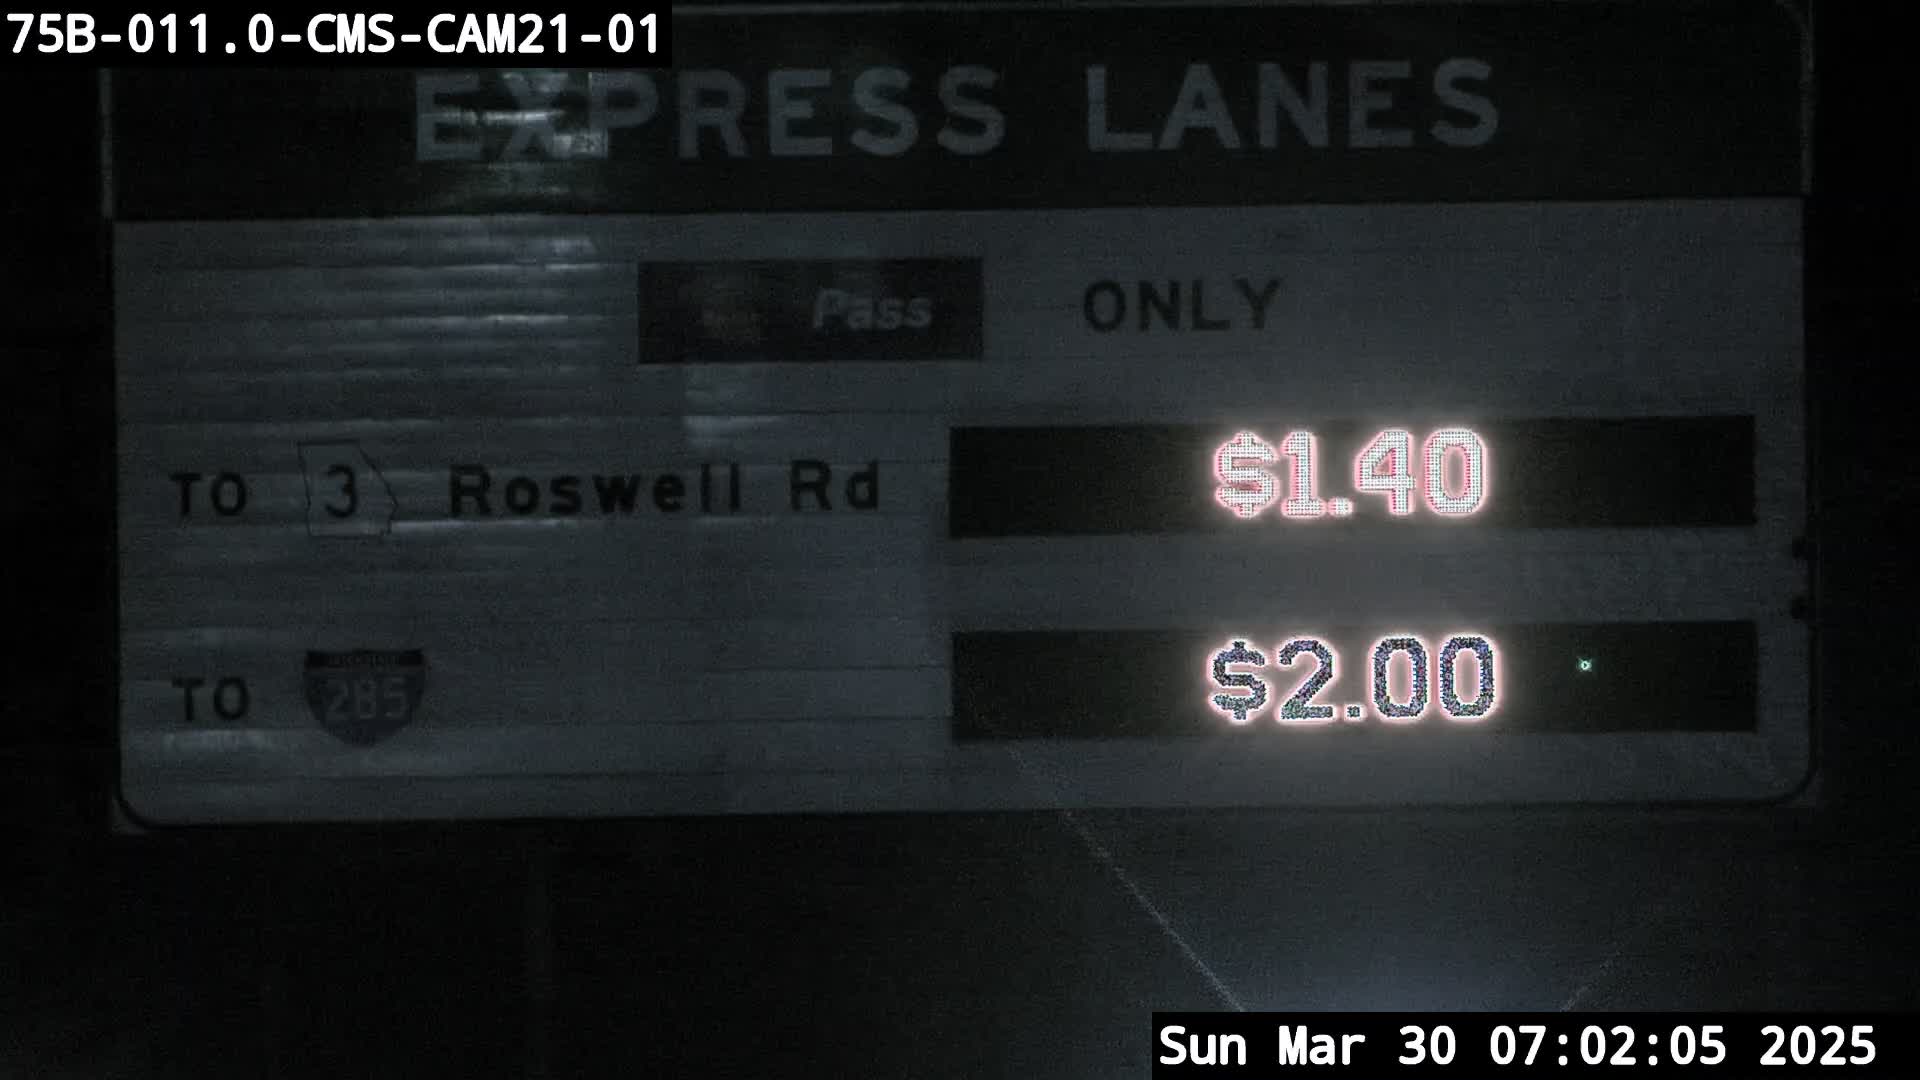 75B-011.0-CMS-CAM21-01
EXPRESS LANES
Pass ONLY
TO 3 Roswell Rd $1.40
TO 285 $2.00
Sun Mar 30 07:02:05 2025